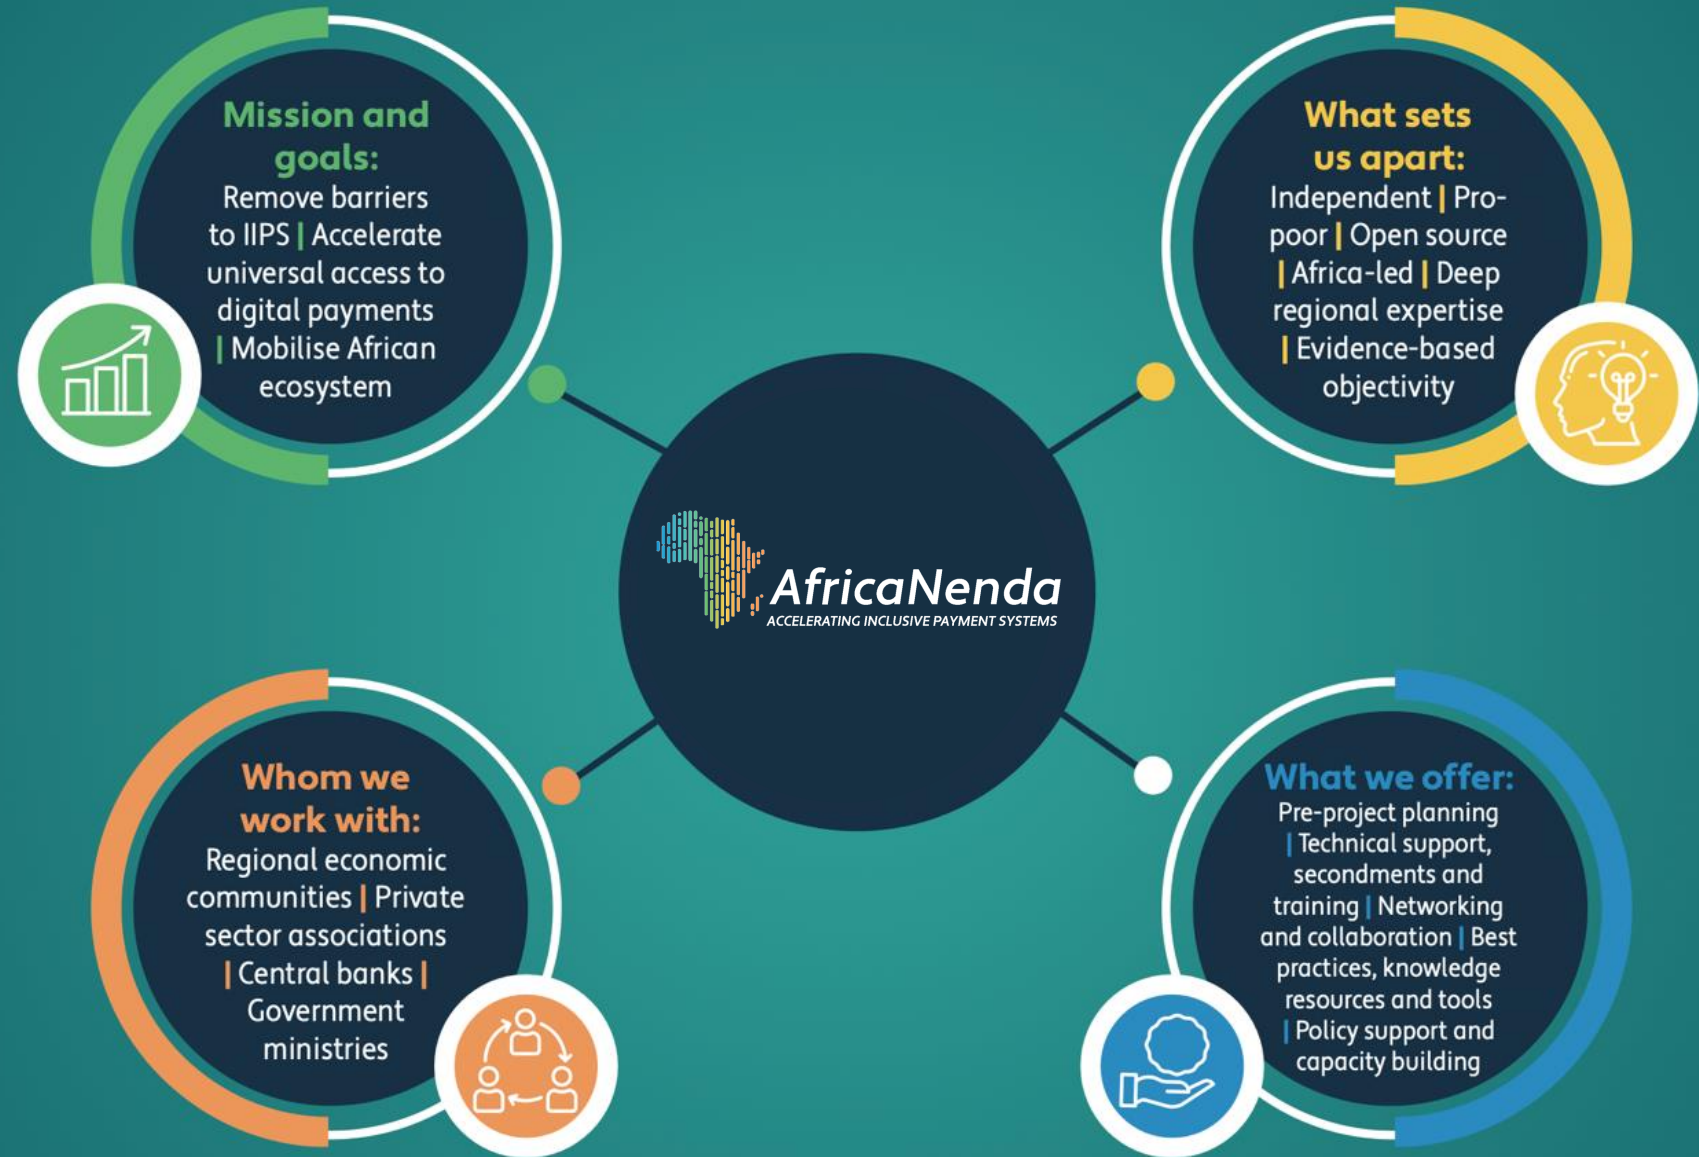 Mission and
goals:
Remove barriers
to IIPS | Accelerate
universal access to
digital payments
| Mobilise African
ecosystem
What sets
us apart:
Independent | Pro-
poor | Open source
| Africa-led | Deep
regional expertise
| Evidence-based
objectivity
AfricaNenda
ACCELERATING INCLUSIVE PAYMENT SYSTEMS
Whom we
work with:
Regional economic
communities | Private
sector associations
| Central banks |
Government
ministries
What we offer:
Pre-project planning
| Technical support,
secondments and
training | Networking
and collaboration | Best
practices, knowledge
resources and tools
| Policy support and
capacity building